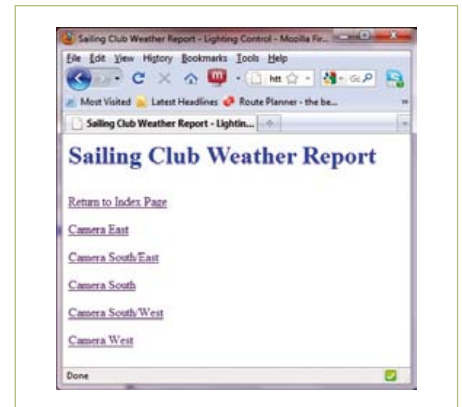 Sailing Club Weather Report - Lighting Control - Mozilla Fir...
File Edit View History Bookmarks Tools Help
htt
Most Visited Latest Headlines Route Planner - the be...
Sailing Club Weather Report - Lightin...
Sailing Club Weather Report
Return to Index Page
Camera East
Camera South/East
Camera South
Camera South/West
Camera West
Done